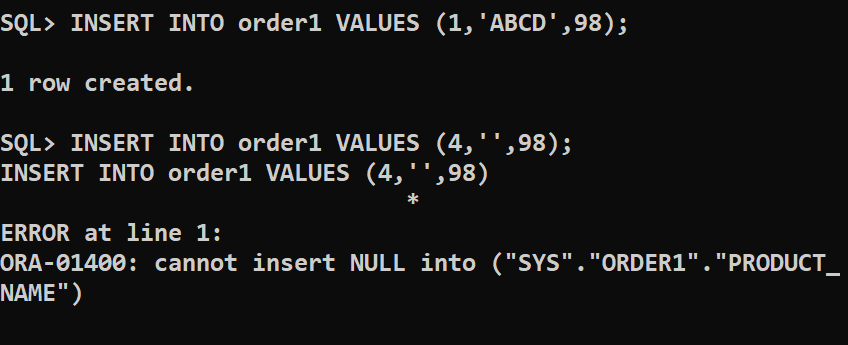 SQL> INSERT INTO order1 VALUES (1,'ABCD',98);
1 row created.
SQL> INSERT INTO order1 VALUES (4,'',98);
INSERT INTO order1 VALUES (4,'',98)
*
ERROR at line 1:
ORA-01400: cannot insert NULL into ("SYS"."ORDER1"."PRODUCT_
NAME")